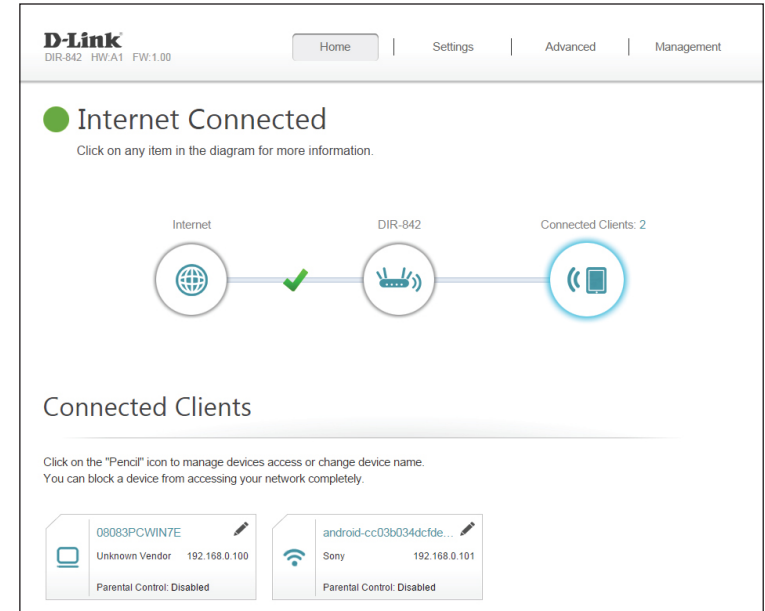 D-Link
DIR-842 HW:A1 FW:1.00
Home Settings Advanced Management
Internet Connected
Click on any item in the diagram for more information.
Internet DIR-842 Connected Clients: 2
Connected Clients
Click on the "Pencil" icon to manage devices access or change device name.
You can block a device from accessing your network completely.
08083PCWIN7E
Unknown Vendor 192.168.0.100
Parental Control: Disabled
android-cc03b034dcfde...
Sony 192.168.0.101
Parental Control: Disabled